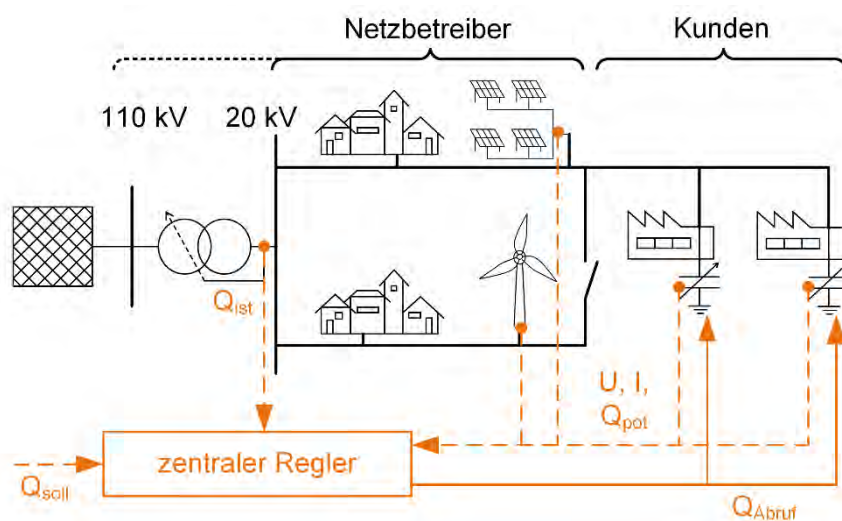 Netzbetreiber
Kunden
110 kV
20 kV
Qist
U, I,
Qpot
zentraler Regler
Qsoll
QAbruf